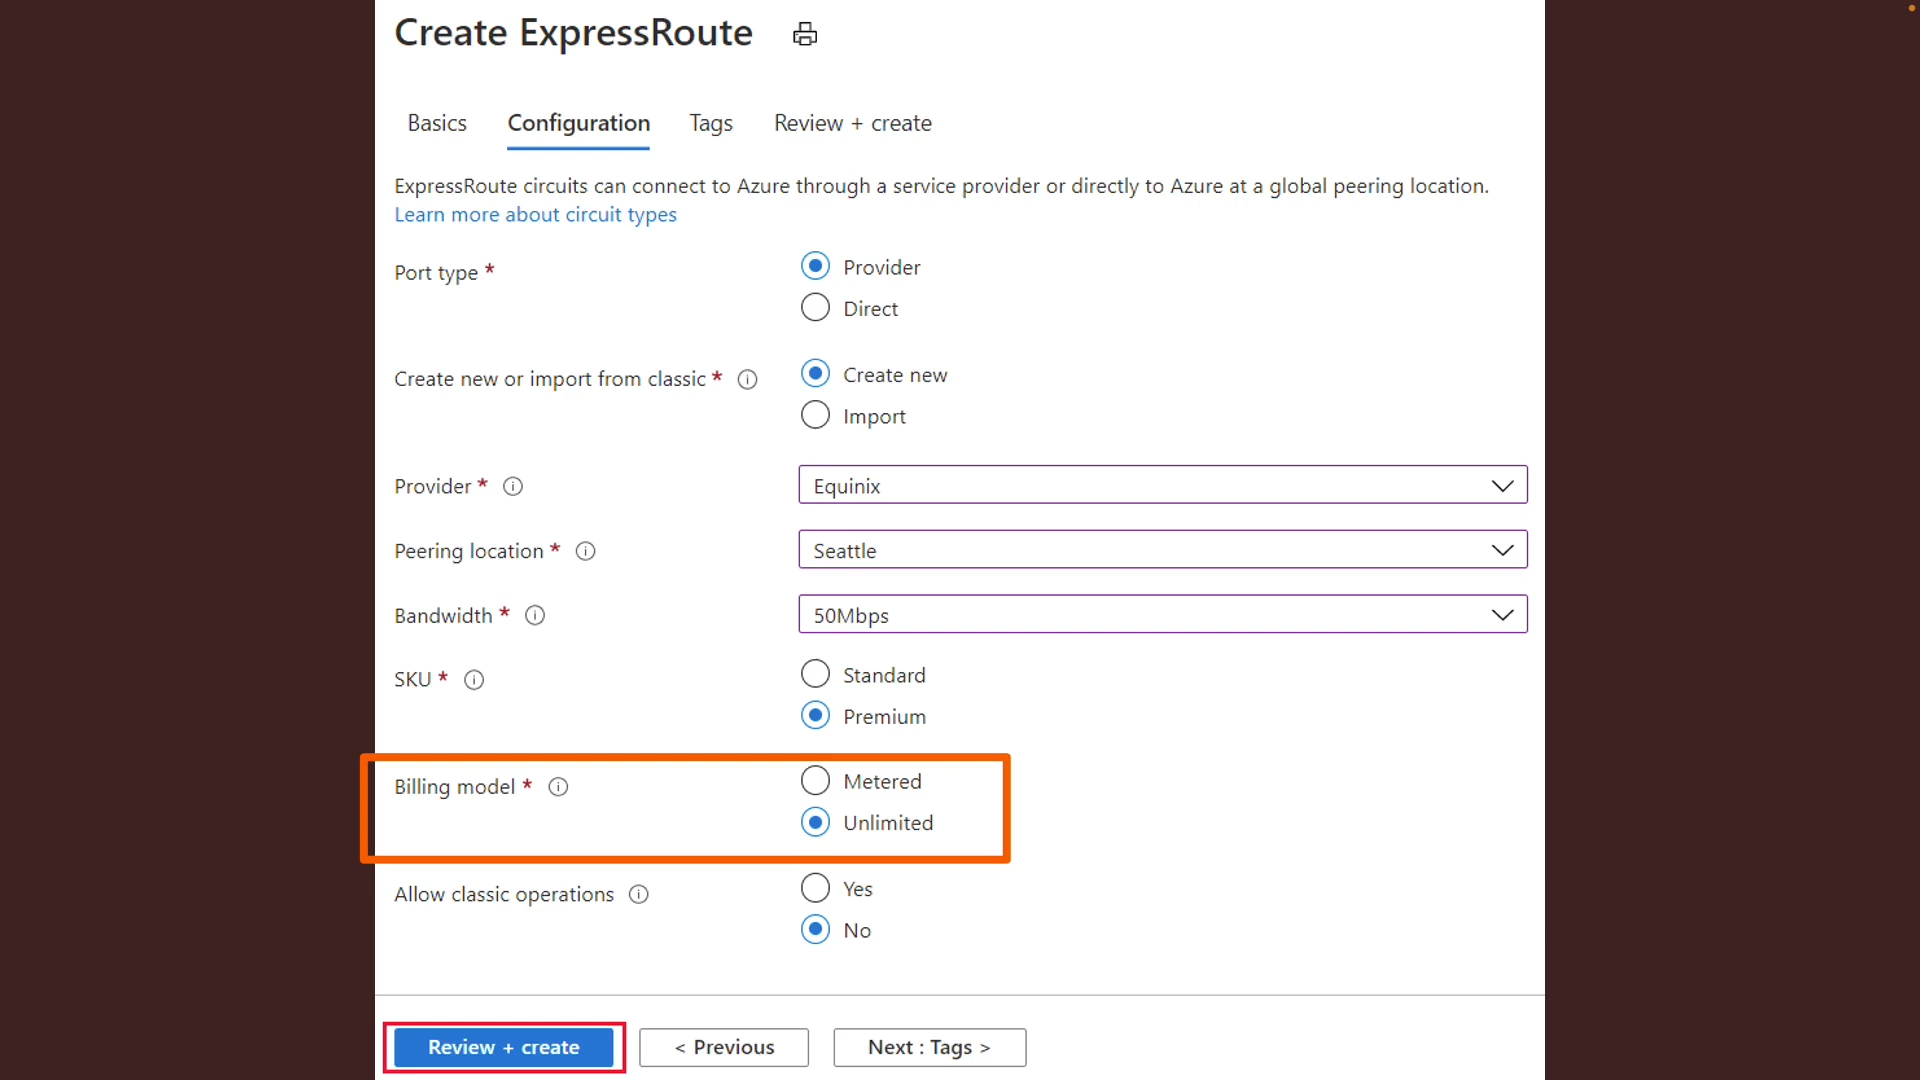 Create ExpressRoute
Basics Configuration Tags Review + create
ExpressRoute circuits can connect to Azure through a service provider or directly to Azure at a global peering location.
Learn more about circuit types
Port type *
Provider
Direct
Create new or import from classic *
Create new
Import
Provider * Equinix
Peering location * Seattle
Bandwidth * 50Mbps
SKU *
Standard
Premium
Billing model *
Metered
Unlimited
Allow classic operations
Yes
No
Review + create < Previous Next : Tags >